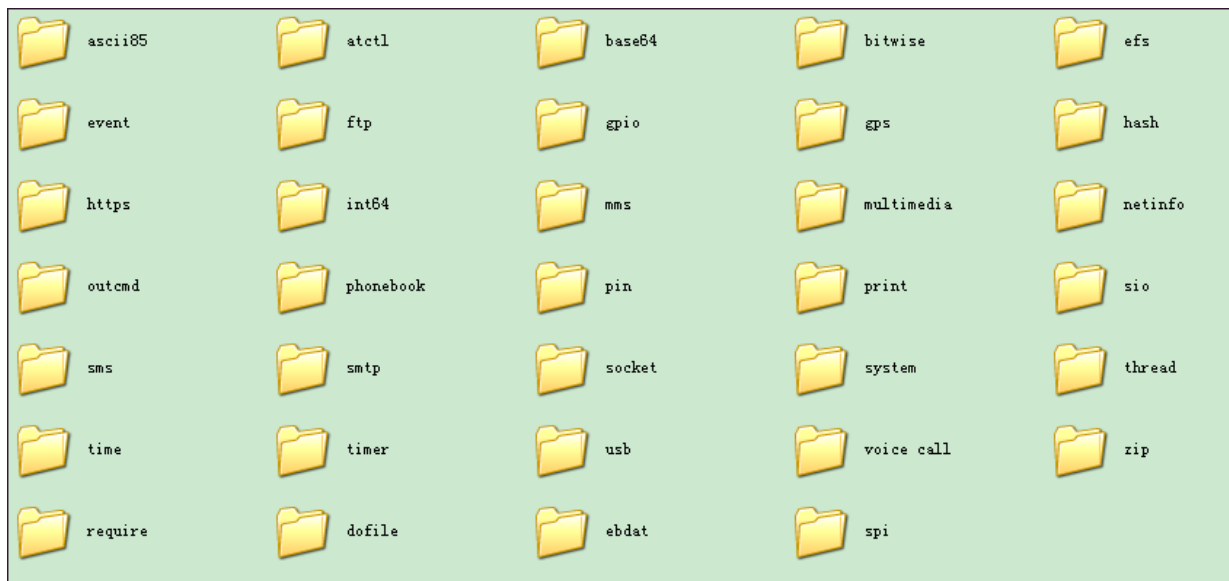 ascii85 atctl base64 bitwise efs
event ftp gpio gps hash
https int64 mms multimedia netinfo
outcmd phonebook pin print sio
sms smtp socket system thread
time timer usb voice call zip
require dofile ebdat spi